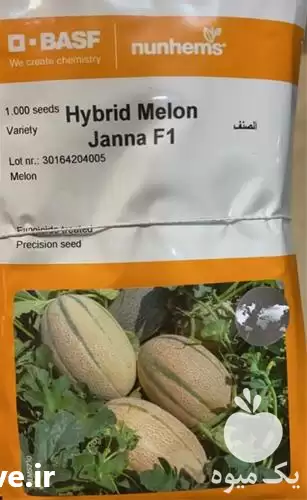 BASF
We create chemistry
nunhems
1.000 seeds
Variety
Hybrid Melon
Janna F1
الصنف
Lot nr.: 30164204005
Melon
Fungicide treated
Precision seed
ve.ir
یک میوه